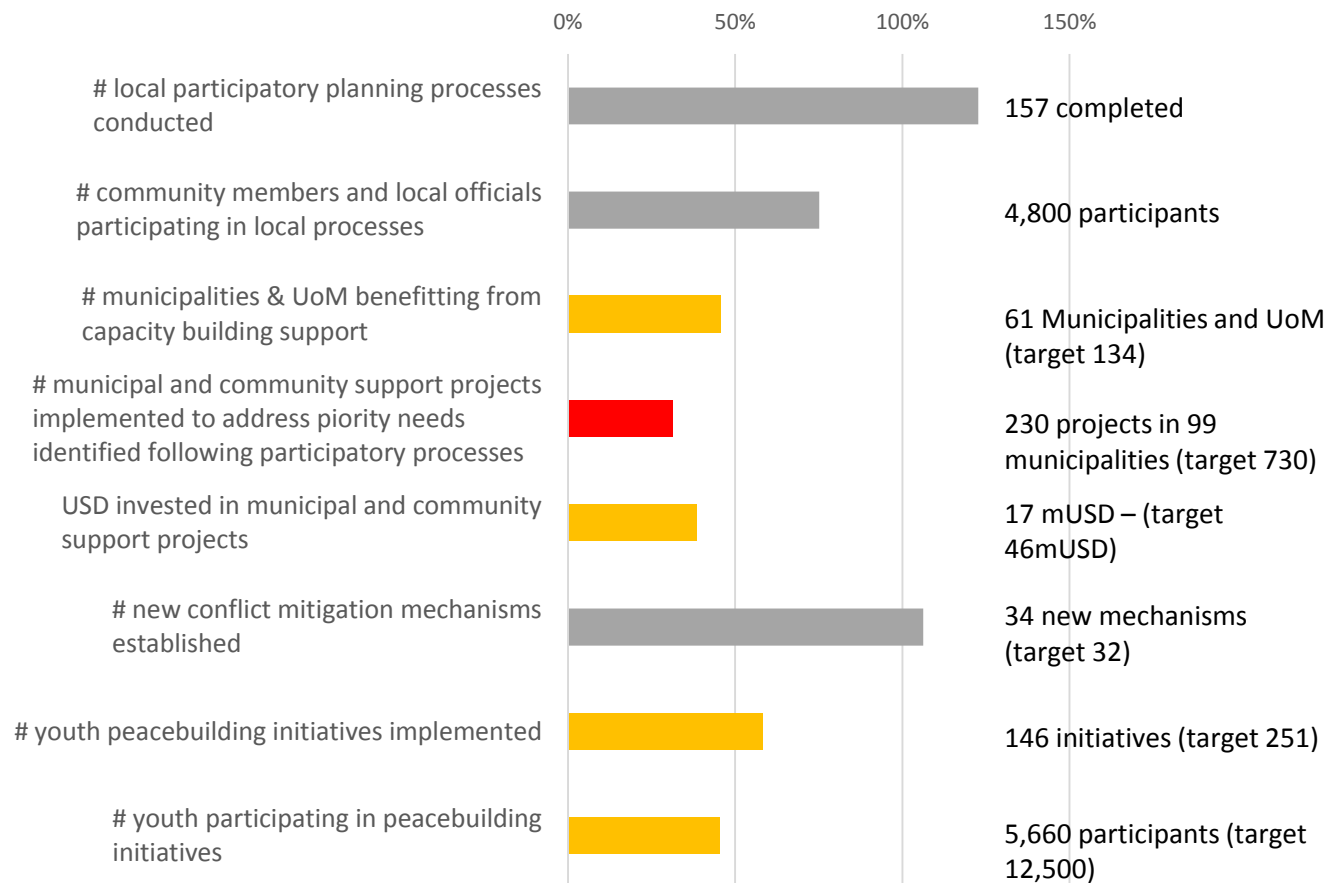 0%
50%
100%
150%
# local participatory planning processes
conducted
157 completed
# community members and local officials
participating in local processes
4,800 participants
# municipalities & UoM benefitting from
capacity building support
61 Municipalities and UoM
(target 134)
# municipal and community support projects
implemented to address piority needs
identified following participatory processes
230 projects in 99
municipalities (target 730)
USD invested in municipal and community
support projects
17 mUSD – (target
46mUSD)
# new conflict mitigation mechanisms
established
34 new mechanisms
(target 32)
# youth peacebuilding initiatives implemented
146 initiatives (target 251)
# youth participating in peacebuilding
initiatives
5,660 participants (target
12,500)